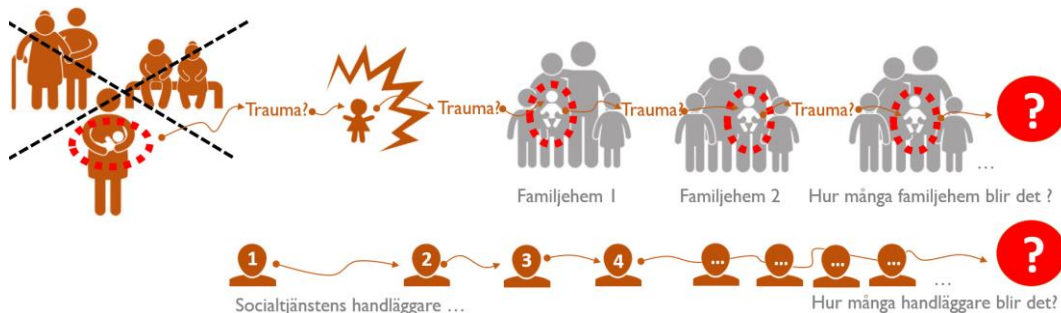 Trauma?
Trauma?
Trauma?
Trauma?
?
Familjehem 1
Familjehem 2
Hur många familjehem blir det ?
...
1
2
3
4
...
...
...
...
...
?
Socialtjänstens handläggare ...
Hur många handläggare blir det?